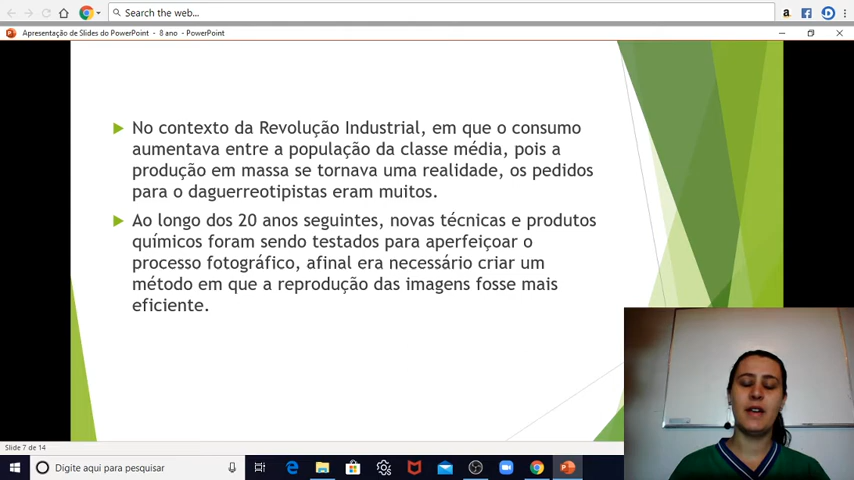 Search the web...
Apresentação de Slides do PowerPoint - 8 ano - PowerPoint
No contexto da Revolução Industrial, em que o consumo
aumentava entre a população da classe média, pois a
produção em massa se tornava uma realidade, os pedidos
para o daguerreotipistas eram muitos.
Ao longo dos 20 anos seguintes, novas técnicas e produtos
químicos foram sendo testados para aperfeiçoar o
processo fotográfico, afinal era necessário criar um
método em que a reprodução das imagens fosse mais
eficiente.
Slide 7 de 14
Digite aqui para pesquisar